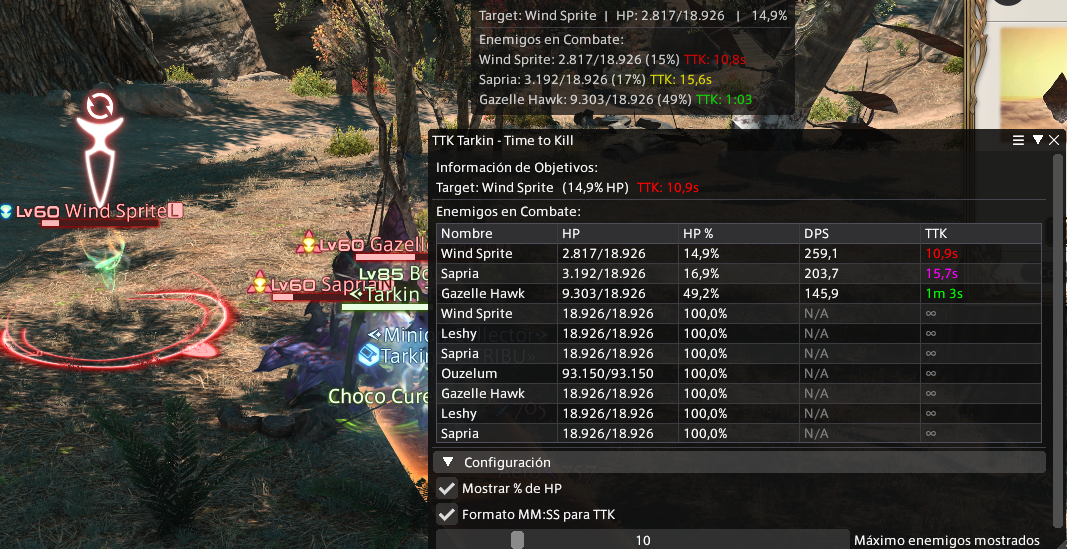 Target: Wind Sprite | HP: 2.817/18.926 | 14,9%
Enemigos en Combate:
Wind Sprite: 2.817/18.926 (15%) TTK: 10,8s
Sapria: 3.192/18.926 (17%) TTK: 15,6s
Gazelle Hawk: 9.303/18.926 (49%) TTK: 1:03
TTK Tarkin - Time to Kill
Información de Objetivos:
Target: Wind Sprite (14,9% HP) TTK: 10,9s
Enemigos en Combate:
Nombre HP HP % DPS TTK
Wind Sprite 2.817/18.926 14,9% 259,1 10,9s
Sapria 3.192/18.926 16,9% 203,7 15,7s
Gazelle Hawk 9.303/18.926 49,2% 145,9 1m 3s
Wind Sprite 18.926/18.926 100,0% N/A ∞
Leshy 18.926/18.926 100,0% N/A ∞
Sapria 18.926/18.926 100,0% N/A ∞
Ouzelum 93.150/93.150 100,0% N/A ∞
Gazelle Hawk 18.926/18.926 100,0% N/A ∞
Leshy 18.926/18.926 100,0% N/A ∞
Sapria 18.926/18.926 100,0% N/A ∞
Configuración
Mostrar % de HP
Formato MM:SS para TTK
10 Máximo enemigos mostrados
Lv60 Wind Sprite L
Lv60 Gazelle
Lv85
Lv60 Sapria N
Tarkin
Choco Cure